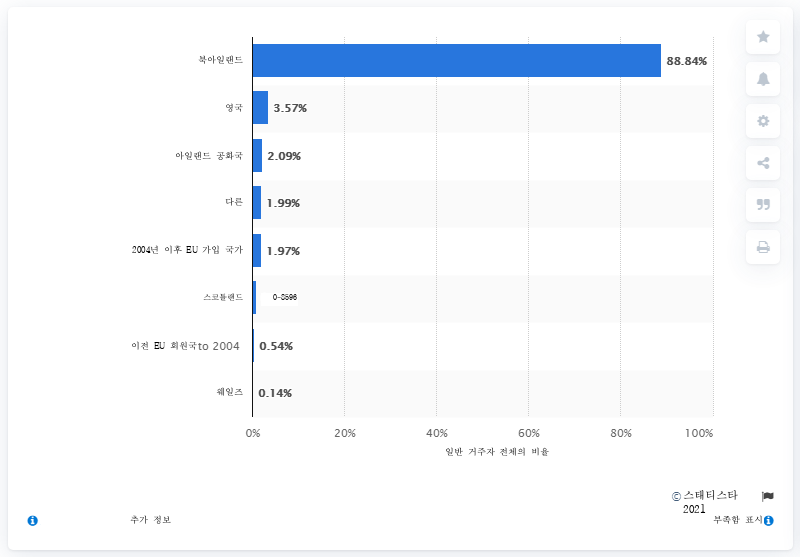 북아일랜드
88.84%
영국
3.57%
아일랜드 공화국
2.09%
다른
1.99%
2004년 이후 EU 가입 국가
1.97%
스코틀랜드
0-8596
이전 EU 회원국to 2004
0.54%
웨일즈
0.14%
0% 20% 40% 60% 80% 100%
일반 거주자 전체의 비율
© 스태티스타
2021
추가 정보 부족함 표시